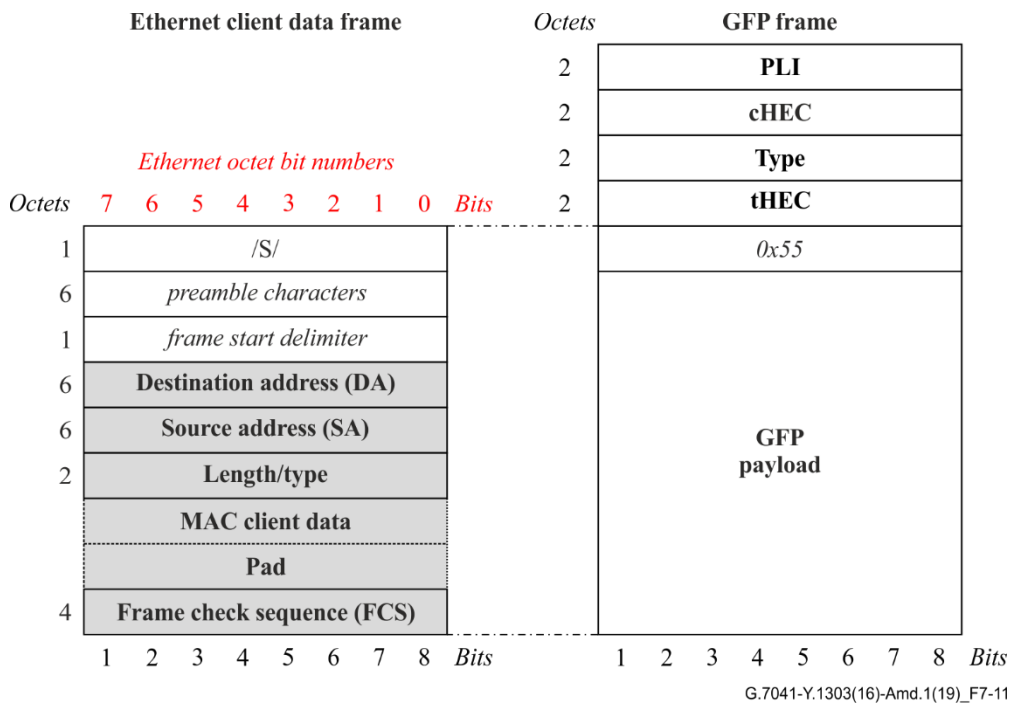 Ethernet client data frame
Octets GFP frame
2 PLI
2 cHEC
2 Type
2 tHEC
Ethernet octet bit numbers
Octets 7 6 5 4 3 2 1 0 Bits
1 /S/
0x55
6 preamble characters
1 frame start delimiter
6 Destination address (DA)
6 Source address (SA)
2 Length/type
MAC client data
Pad
4 Frame check sequence (FCS)
GFP
payload
1 2 3 4 5 6 7 8 Bits
1 2 3 4 5 6 7 8 Bits
G.7041-Y.1303(16)-Amd.1(19)_F7-11